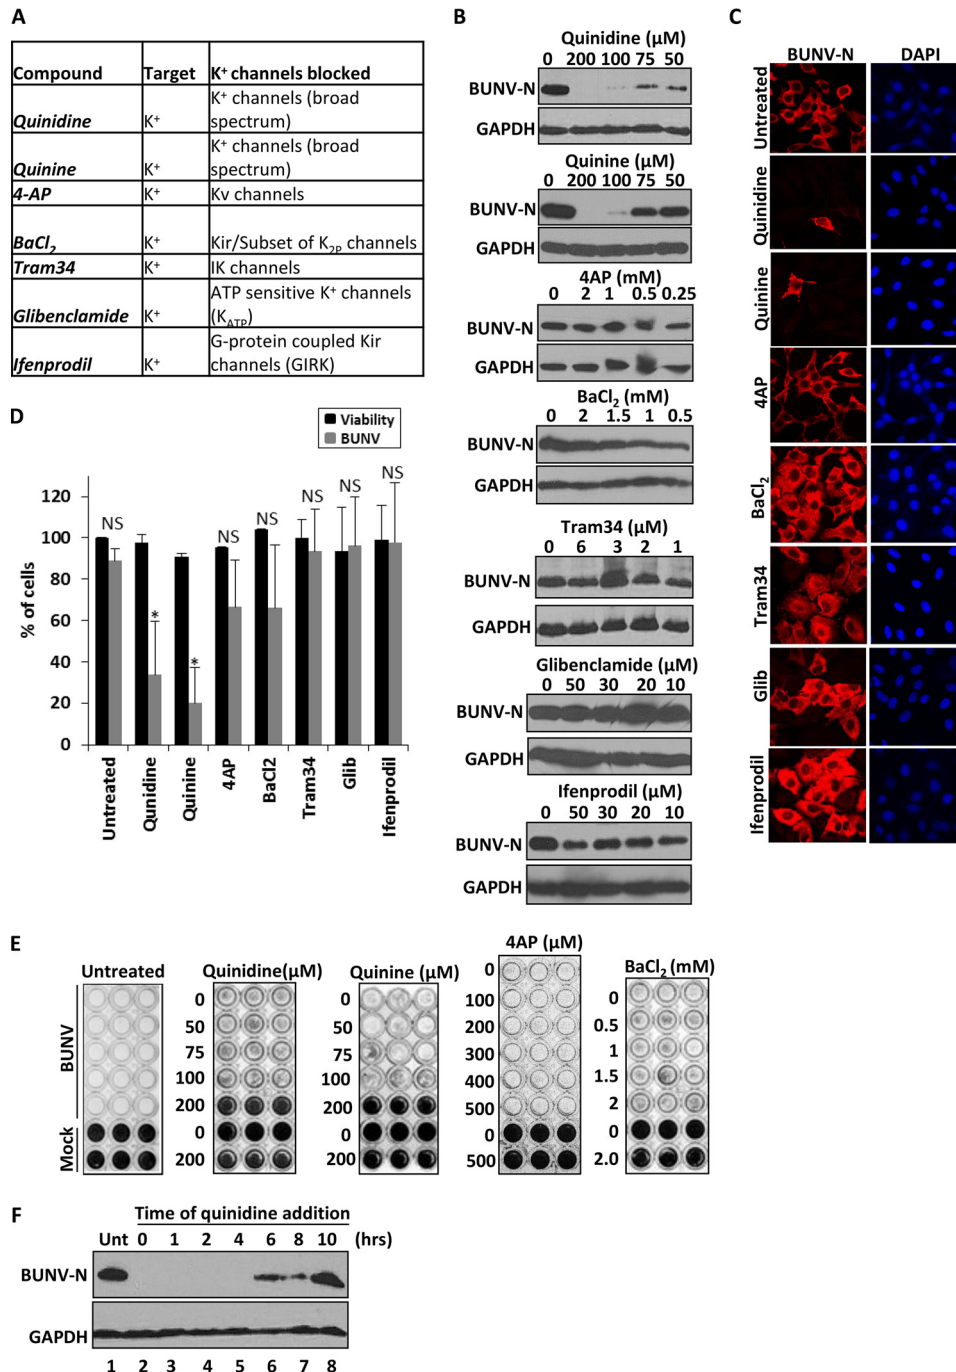 A
Compound Target K+ channels blocked
Quinidine K+ K+ channels (broad spectrum)
Quinine K+ K+ channels (broad spectrum)
4-AP K+ Kv channels
BaCl2 K+ Kir/Subset of K2P channels
Tram34 K+ IK channels
Glibenclamide K+ ATP sensitive K+ channels (KATP)
Ifenprodil K+ G-protein coupled Kir channels (GIRK)
B
Quinidine (μM)
0 200 100 75 50
BUNV-N
GAPDH
Quinine (μM)
0 200 100 75 50
BUNV-N
GAPDH
4AP (mM)
0 2 1 0.5 0.25
BUNV-N
GAPDH
BaCl2 (mM)
0 2 1.5 1 0.5
BUNV-N
GAPDH
Tram34 (μM)
0 6 3 2 1
BUNV-N
GAPDH
Glibenclamide (μM)
0 50 30 20 10
BUNV-N
GAPDH
Ifenprodil (μM)
0 50 30 20 10
BUNV-N
GAPDH
C
BUNV-N DAPI
Untreated
Quinidine
Quinine
4AP
BaCl2
Tram34
Glib
Ifenprodil
D
Viability
BUNV
% of cells
120
100
80
60
40
20
0
NS * * NS NS NS NS NS
Untreated
Qunidine
Quinine
4AP
BaCl2
Tram34
Glib
Ifenprodil
E
Untreated
BUNV
Mock
Quinidine(μM)
0
50
75
100
200
0
200
Quinine (μM)
0
50
75
100
200
0
200
4AP (μM)
0
100
200
300
400
500
0
500
BaCl2 (mM)
0
0.5
1
1.5
2
0
2.0
F
Time of quinidine addition
Unt 0 1 2 4 6 8 10 (hrs)
BUNV-N
GAPDH
1 2 3 4 5 6 7 8